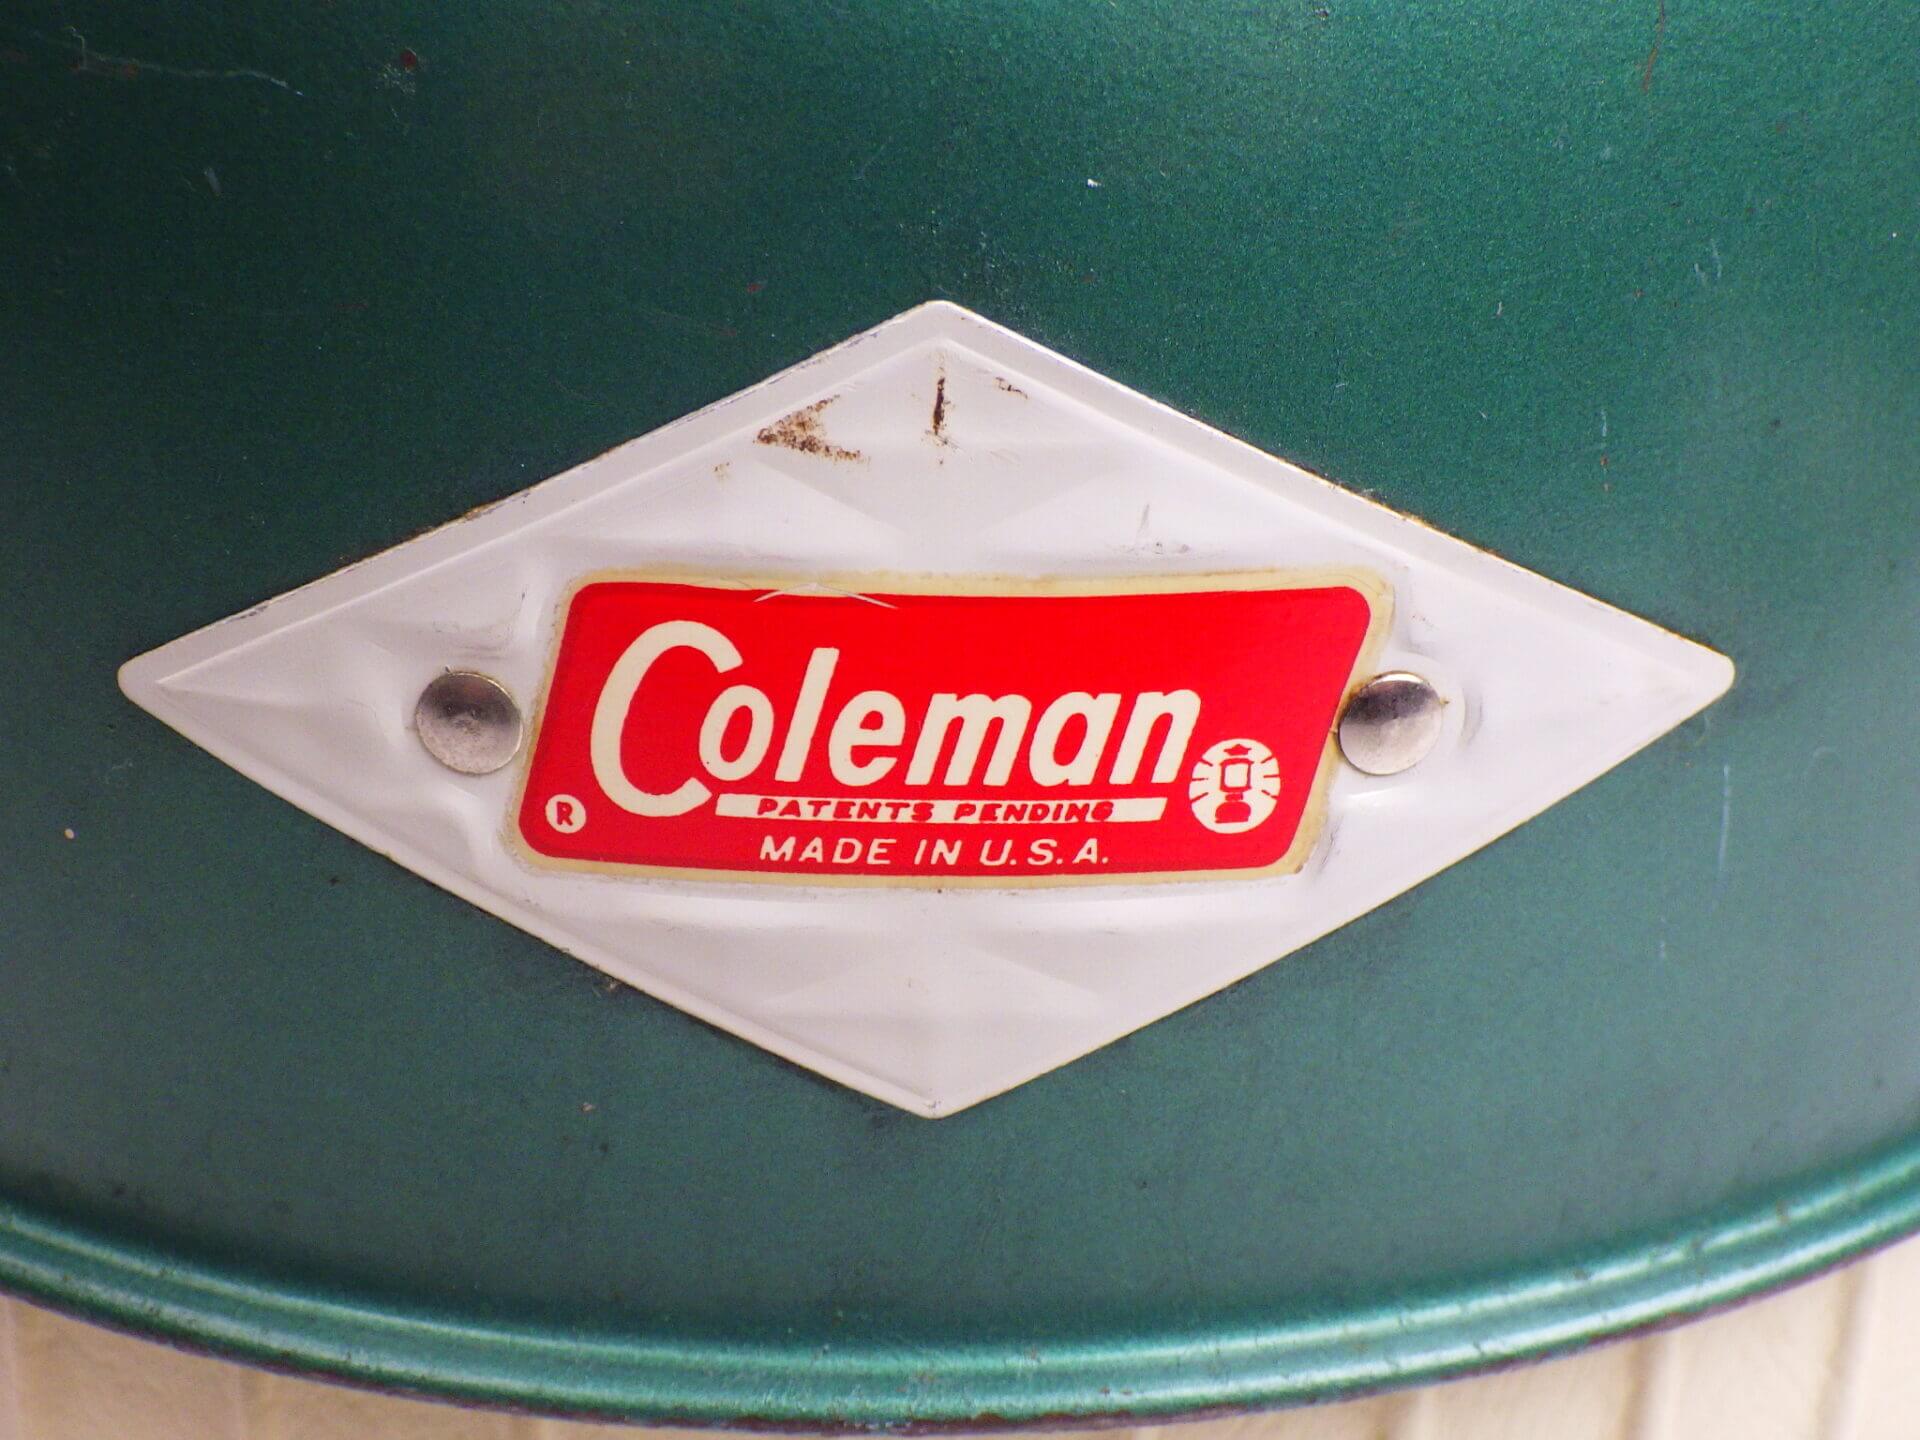 Coleman
PATENTS PENDING
® MADE IN U.S.A.